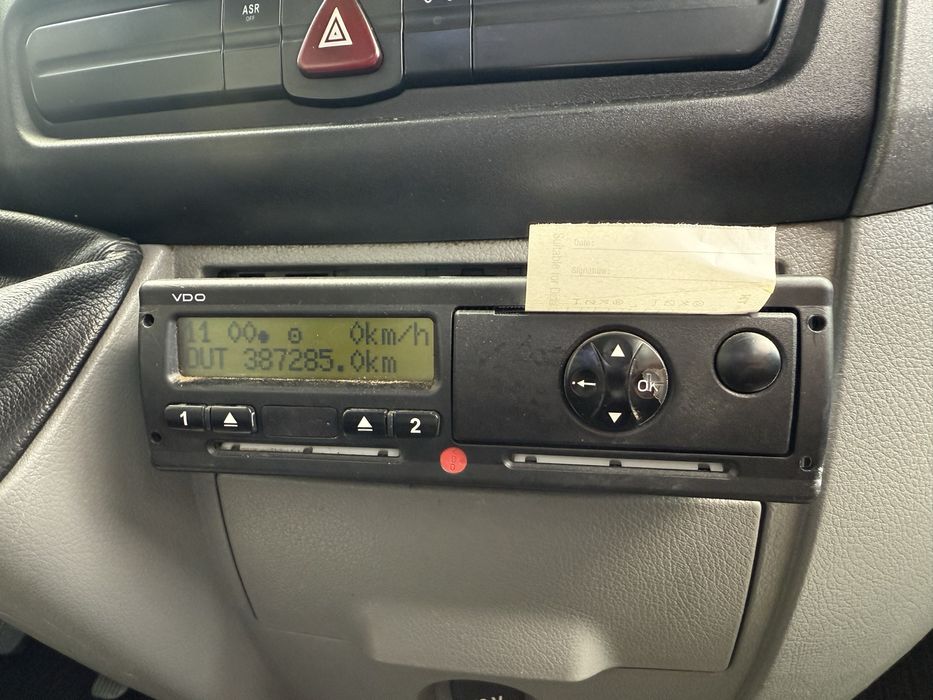 ASR
OFF
Date:
Signature:
VDO
11 00 0km/h
OUT 387285.0km
1
2
ok